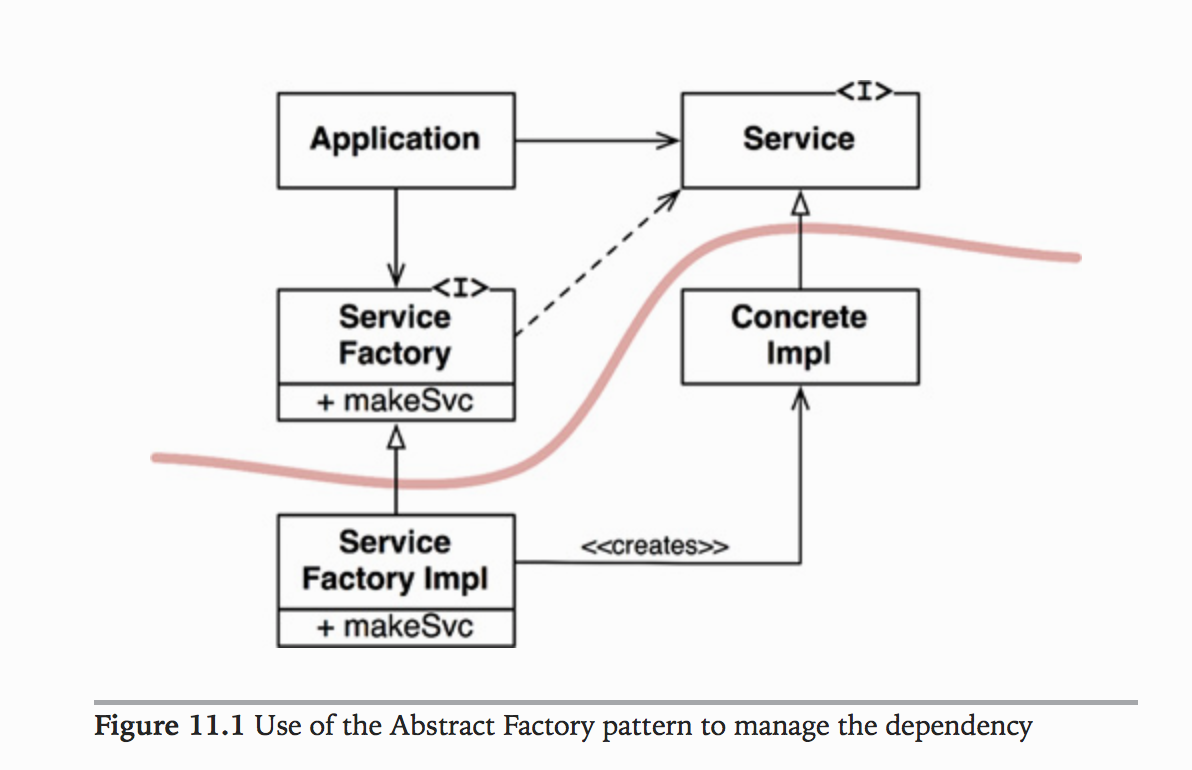 <I>
Application
Service
<I>
Service
Factory
+ makeSvc
Concrete
Impl
Service
Factory Impl
+ makeSvc
<<creates>>
Figure 11.1 Use of the Abstract Factory pattern to manage the dependency